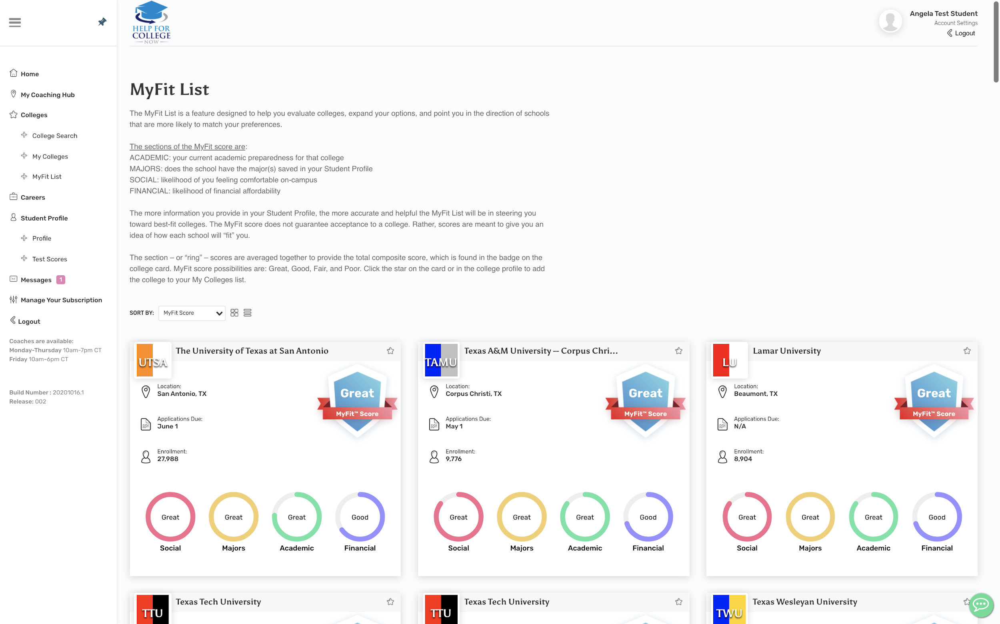 HELP FOR
COLLEGE
NOW
Angela Test Student
Account Settings
Logout
Home
My Coaching Hub
Colleges
College Search
My Colleges
MyFit List
Careers
Student Profile
Profile
Test Scores
Messages 1
Manage Your Subscription
Logout
Coaches are available:
Monday-Thursday 10am-7pm CT
Friday 10am-6pm CT
Build Number : 20201016.1
Release: 002
MyFit List
The MyFit List is a feature designed to help you evaluate colleges, expand your options, and point you in the direction of schools
that are more likely to match your preferences.
The sections of the MyFit score are:
ACADEMIC: your current academic preparedness for that college
MAJORS: does the school have the major(s) saved in your Student Profile
SOCIAL: likelihood of you feeling comfortable on-campus
FINANCIAL: likelihood of financial affordability
The more information you provide in your Student Profile, the more accurate and helpful the MyFit List will be in steering you
toward best-fit colleges. The MyFit score does not guarantee acceptance to a college. Rather, scores are meant to give you an
idea of how each school will “fit” you.
The section – or “ring” – scores are averaged together to provide the total composite score, which is found in the badge on the
college card. MyFit score possibilities are: Great, Good, Fair, and Poor. Click the star on the card or in the college profile to add
the college to your My Colleges list.
SORT BY: MyFit Score
UTSA
The University of Texas at San Antonio
Location:
San Antonio, TX
Applications Due:
June 1
Enrollment:
27,988
Great
MyFit™ Score
Great Great Great Good
Social Majors Academic Financial
TAMU
Texas A&M University -- Corpus Chri...
Location:
Corpus Christi, TX
Applications Due:
May 1
Enrollment:
9,776
Great
MyFit™ Score
Great Great Great Good
Social Majors Academic Financial
LU
Lamar University
Location:
Beaumont, TX
Applications Due:
N/A
Enrollment:
8,904
Great
MyFit™ Score
Great Great Great Good
Social Majors Academic Financial
TTU
Texas Tech University
TTU
Texas Tech University
TWU
Texas Wesleyan University